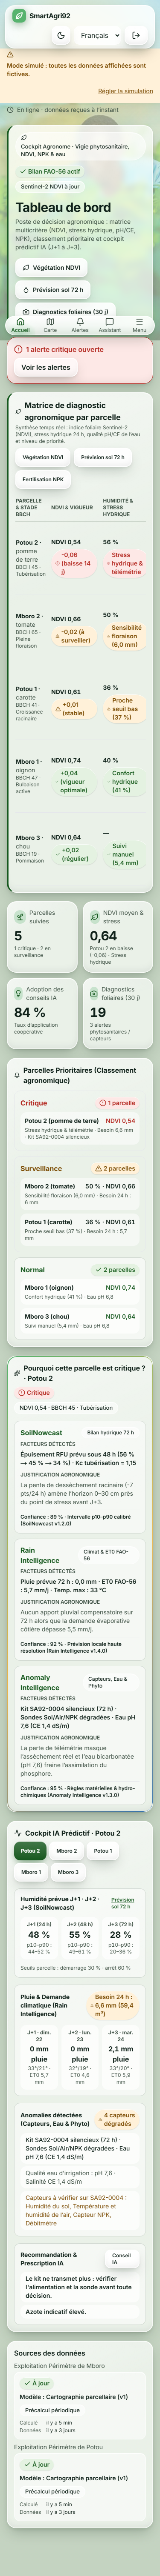 SmartAgri92
Français
Mode simulé : toutes les données affichées sont
fictives.
Régler la simulation
En ligne · données reçues à l'instant
Cockpit Agronome · Vigie phytosanitaire,
NDVI, NPK & eau
Bilan FAO-56 actif
Sentinel-2 NDVI à jour
Tableau de bord
Poste de décision agronomique : matrice
Végétation NDVI
Prévision sol 72 h
Diagnostics foliaires (30 j)
Accueil
Carte
Alertes
Assistant
Menu
1 alerte critique ouverte
Voir les alertes
Matrice de diagnostic
agronomique par parcelle
Synthèse temps réel : indice foliaire Sentinel-2
(NDVI), stress hydrique 24 h, qualité pH/CE de l'eau
et niveau de priorité.
Végétation NDVI
Prévision sol 72 h
Fertilisation NPK
PARCELLE
& STADE
BBCH
NDVI & VIGUEUR
HUMIDITÉ &
STRESS
HYDRIQUE
Potou 2 ·
pomme
de terre
BBCH 45 ·
Tubérisation
NDVI 0,54
-0,06
(baisse 14
j)
56 %
Stress
hydrique &
télémétrie
Mboro 2 ·
tomate
BBCH 65 ·
Pleine
floraison
NDVI 0,66
-0,02 (à
surveiller)
50 %
Sensibilité
floraison
(6,0 mm)
Potou 1 ·
carotte
BBCH 41 ·
Croissance
racinaire
NDVI 0,61
+0,01
(stable)
36 %
Proche
du seuil bas
(37 %)
Mboro 1 ·
oignon
BBCH 47 ·
Bulbaison
active
NDVI 0,74
+0,04
(vigueur
optimale)
40 %
Confort
hydrique
(41 %)
Mboro 3 ·
chou
BBCH 19 ·
Pommaison
NDVI 0,64
+0,02
(régulier)
—
Suivi
manuel
(5,4 mm)
Parcelles
suivies
5
1 critique · 2 en
surveillance
NDVI moyen &
stress
0,64
Potou 2 en baisse
(-0,06) · Stress
hydrique
Adoption des
conseils IA
84 %
Taux d'application
coopérative
Diagnostics
foliaires (30 j)
19
3 alertes
phytosanitaires /
capteurs
Parcelles Prioritaires (Classement
agronomique)
Critique
1 parcelle
Potou 2 (pomme de terre)
NDVI 0,54
Stress hydrique & télémétrie · Besoin 6,6 mm
· Kit SA92-0004 silencieux
Surveillance
2 parcelles
Mboro 2 (tomate)
50 % · NDVI 0,66
Sensibilité floraison (6,0 mm) · Besoin 24 h :
6 mm
Potou 1 (carotte)
36 % · NDVI 0,61
Proche seuil bas (37 %) · Besoin 24 h : 5,7
mm
Normal
2 parcelles
Mboro 1 (oignon)
NDVI 0,74
Confort hydrique (41 %) · Eau pH 6,8
Mboro 3 (chou)
NDVI 0,64
Suivi manuel (5,4 mm) · Eau pH 6,8
Pourquoi cette parcelle est critique ?
· Potou 2
Critique
NDVI 0,54 · BBCH 45 · Tubérisation
SoilNowcast
Bilan hydrique 72 h
FACTEURS DÉTECTÉS
Épuisement RFU prévu sous 48 h (56 %
→ 45 % → 34 %) · Kc tubérisation = 1,15
JUSTIFICATION AGRONOMIQUE
La pente de dessèchement racinaire (-7
pts/24 h) amène l'horizon 0–30 cm près
du point de stress avant J+3.
Confiance : 89 % · Intervalle p10–p90 calibré
(SoilNowcast v1.2.0)
Rain
Intelligence
Climat & ET0 FAO-
56
FACTEURS DÉTECTÉS
Pluie prévue 72 h : 0,0 mm · ET0 FAO-56
: 5,7 mm/j · Temp. max : 33 °C
JUSTIFICATION AGRONOMIQUE
Aucun apport pluvial compensatoire sur
72 h alors que la demande évaporative
côtière dépasse 5,5 mm/j.
Confiance : 92 % · Prévision locale haute
résolution (Rain Intelligence v1.4.0)
Anomaly
Intelligence
Capteurs, Eau &
Phyto
FACTEURS DÉTECTÉS
Kit SA92-0004 silencieux (72 h) ·
Sondes Sol/Air/NPK dégradées · Eau pH
7,6 (CE 1,4 dS/m)
JUSTIFICATION AGRONOMIQUE
La perte de télémétrie masque
l'assèchement réel et l'eau bicarbonatée
(pH 7,6) freine l'assimilation du
phosphore.
Confiance : 95 % · Règles matérielles & hydro-
chimiques (Anomaly Intelligence v1.3.0)
Cockpit IA Prédictif · Potou 2
Potou 2
Mboro 2
Potou 1
Mboro 1
Mboro 3
Humidité prévue J+1 · J+2 ·
J+3 (SoilNowcast)
Prévision
sol 72 h
J+1 (24 h)
48 %
p10–p90 :
44–52 %
J+2 (48 h)
55 %
p10–p90 :
49–61 %
J+3 (72 h)
28 %
p10–p90 :
20–36 %
Seuils parcelle : démarrage 30 % · arrêt 60 %
Pluie & Demande
climatique (Rain
Intelligence)
Besoin 24 h :
6,6 mm (59,4
m³)
J+1 · dim.
22
0 mm
pluie
33°/21° ·
ET0 5,7
mm
J+2 · lun.
23
0 mm
pluie
32°/19° ·
ET0 4,6
mm
J+3 · mar.
24
2,1 mm
pluie
33°/20° ·
ET0 5,9
mm
Anomalies détectées
(Capteurs, Eau & Phyto)
4 capteurs
dégradés
Kit SA92-0004 silencieux (72 h) ·
Sondes Sol/Air/NPK dégradées · Eau
pH 7,6 (CE 1,4 dS/m)
Qualité eau d'irrigation : pH 7,6 ·
Salinité CE 1,4 dS/m
Capteurs à vérifier sur SA92-0004 :
Humidité du sol, Température et
humidité de l'air, Capteur NPK,
Débitmètre
Recommandation &
Prescription IA
Conseil
IA
Le kit ne transmet plus : vérifier
l'alimentation et la sonde avant toute
décision.
Azote indicatif élevé.
Sources des données
Exploitation Périmètre de Mboro
À jour
Modèle : Cartographie parcellaire (v1)
Précalcul périodique
Calculé il y a 5 min
Données il y a 3 jours
Exploitation Périmètre de Potou
À jour
Modèle : Cartographie parcellaire (v1)
Précalcul périodique
Calculé il y a 5 min
Données il y a 3 jours